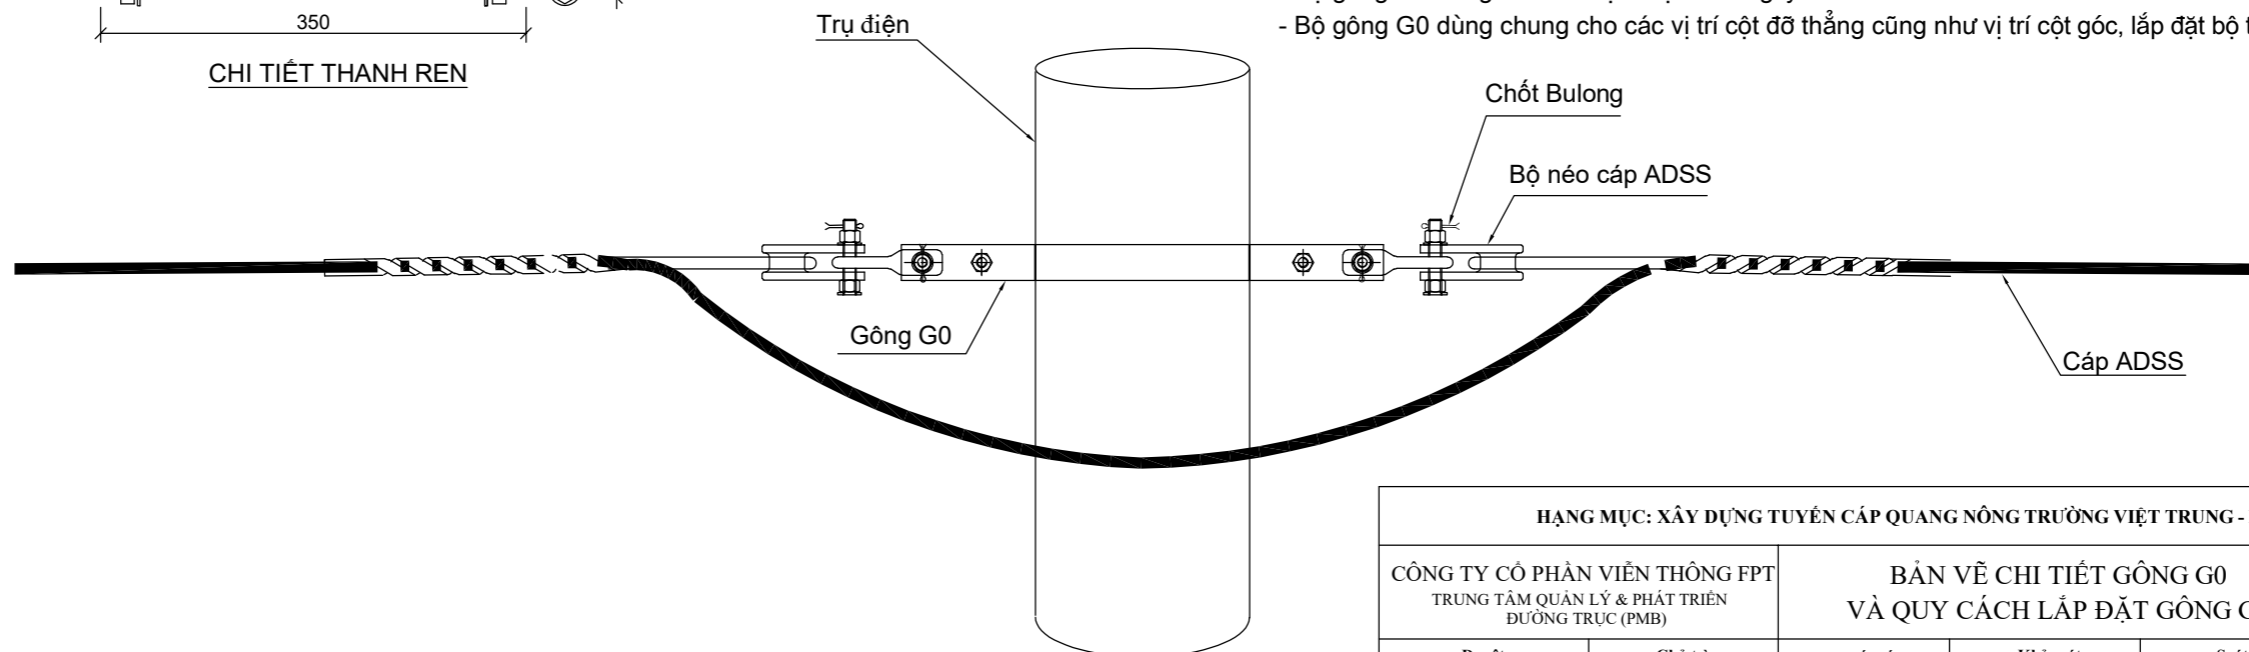 350
CHI TIẾT THANH REN
Trụ điện
- Bộ gông G0 dùng chung cho các vị trí cột đỡ thẳng cũng như vị trí cột góc, lắp đặt bộ
Chốt Bulong
Bộ néo cáp ADSS
Gông G0
Cáp ADSS
HẠNG MỤC: XÂY DỰNG TUYẾN CÁP QUANG NÔNG TRƯỜNG VIỆT TRUNG -
CÔNG TY CỔ PHẦN VIỄN THÔNG FPT
TRUNG TÂM QUẢN LÝ & PHÁT TRIỂN
ĐƯỜNG TRỤC (PMB)
BẢN VẼ CHI TIẾT GÔNG G0
VÀ QUY CÁCH LẮP ĐẶT GÔNG